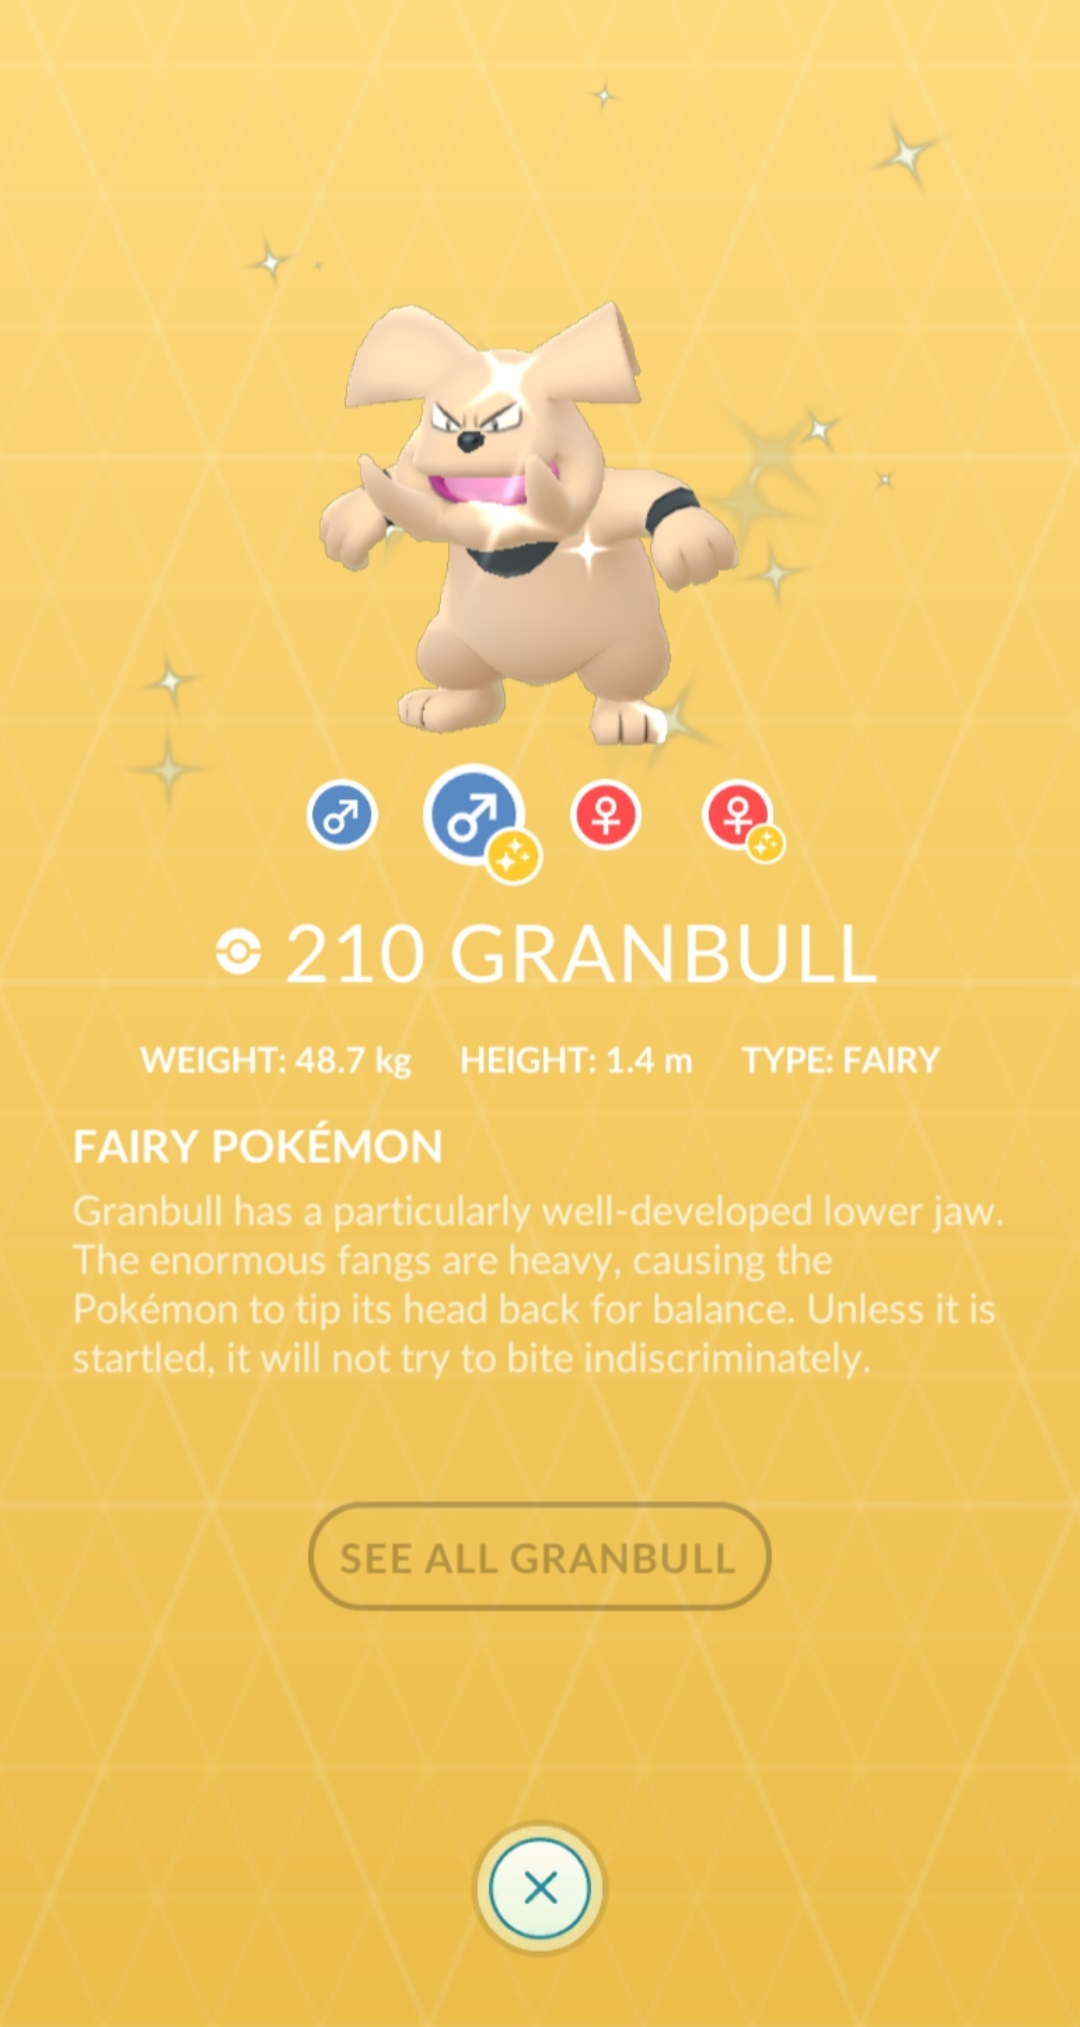 210 GRANBULL
WEIGHT: 48.7 kg HEIGHT: 1.4 m TYPE: FAIRY
FAIRY POKÉMON
Granbull has a particularly well-developed lower jaw.
The enormous fangs are heavy, causing the
Pokémon to tip its head back for balance. Unless it is
startled, it will not try to bite indiscriminately.
SEE ALL GRANBULL